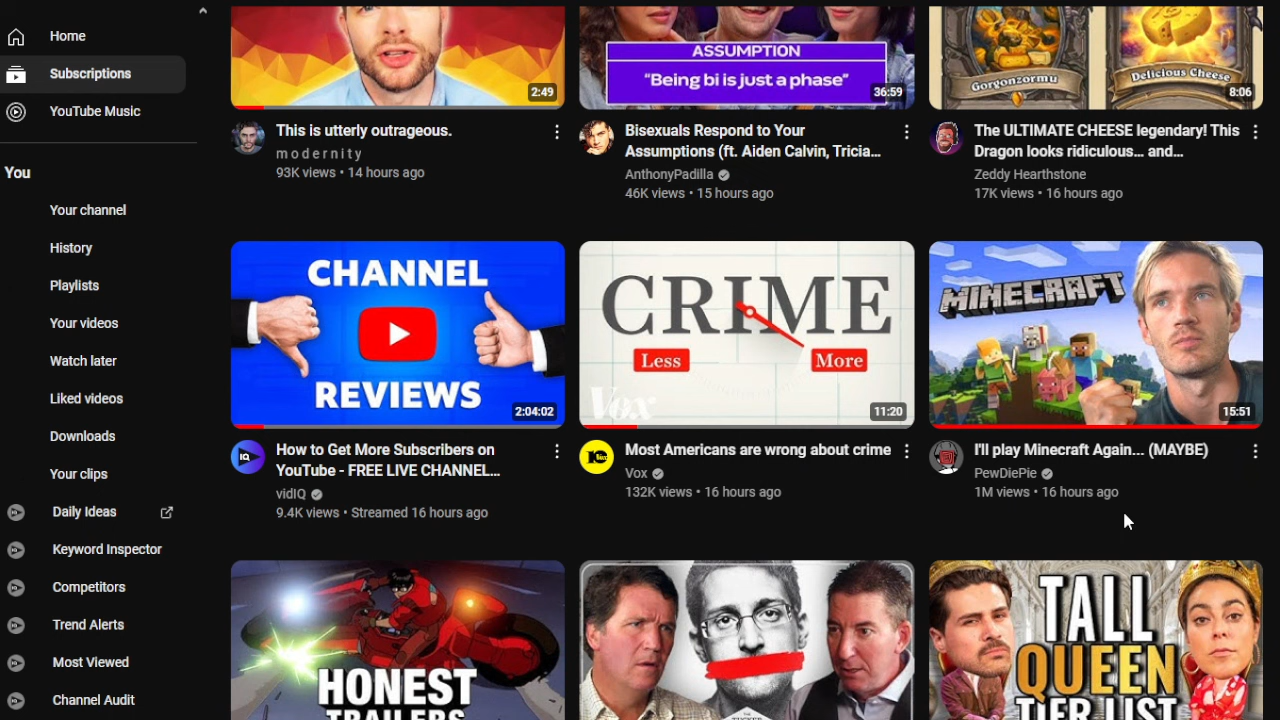 Home
Subscriptions
YouTube Music
You
Your channel
History
Playlists
Your videos
Watch later
Liked videos
Downloads
Your clips
Daily Ideas
Keyword Inspector
Competitors
Trend Alerts
Most Viewed
Channel Audit
2:49
This is utterly outrageous.
m o d e r n i t y
93K views • 14 hours ago
ASSUMPTION
"Being bi is just a phase"
36:59
Bisexuals Respond to Your
Assumptions (ft. Aiden Calvin, Tricia...
AnthonyPadilla
46K views • 15 hours ago
Gorgonzormu
Delicious Cheese
8:06
The ULTIMATE CHEESE legendary! This
Dragon looks ridiculous... and...
Zeddy Hearthstone
17K views • 16 hours ago
CHANNEL
REVIEWS
2:04:02
IQ
How to Get More Subscribers on
YouTube - FREE LIVE CHANNEL...
vidIQ
9.4K views • Streamed 16 hours ago
CRIME
Less
More
Vox
11:20
Most Americans are wrong about crime
Vox
132K views • 16 hours ago
MINECRAFT
15:51
I'll play Minecraft Again... (MAYBE)
PewDiePie
1M views • 16 hours ago
HONEST
TRAILERS
TUCKER
TALL
QUEEN
TIER LIST